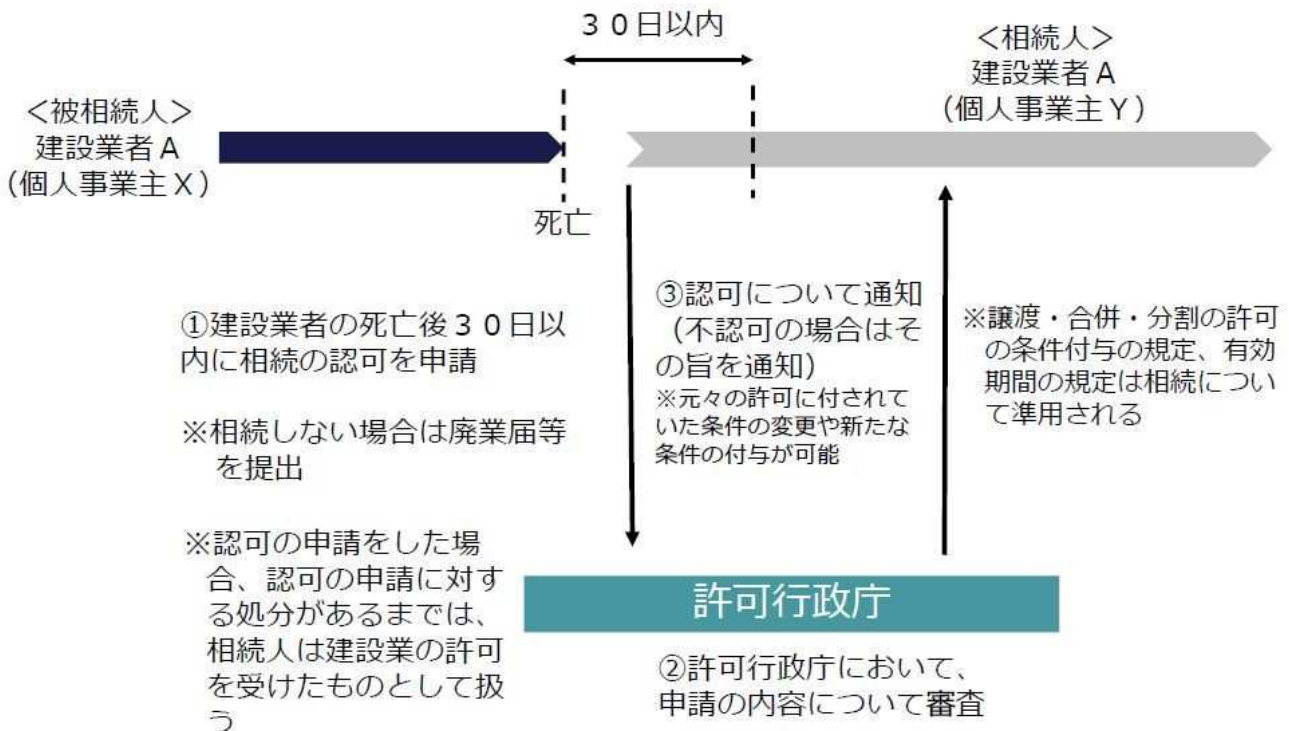 ３０日以内
＜被相続人＞
建設業者Ａ
（個人事業主Ｘ）
＜相続人＞
建設業者Ａ
（個人事業主Ｙ）
死亡
①建設業者の死亡後３０日以
内に相続の認可を申請
※相続しない場合は廃業届等
を提出
※認可の申請をした場
合、認可の申請に対す
る処分があるまでは、
相続人は建設業の許可
を受けたものとして扱
う
③認可について通知
（不認可の場合はそ
の旨を通知）
※元々の許可に付されて
いた条件の変更や新たな
条件の付与が可能
※譲渡・合併・分割の許可
の条件付与の規定、有効
期間の規定は相続につい
て準用される
許可行政庁
②許可行政庁において、
申請の内容について審査